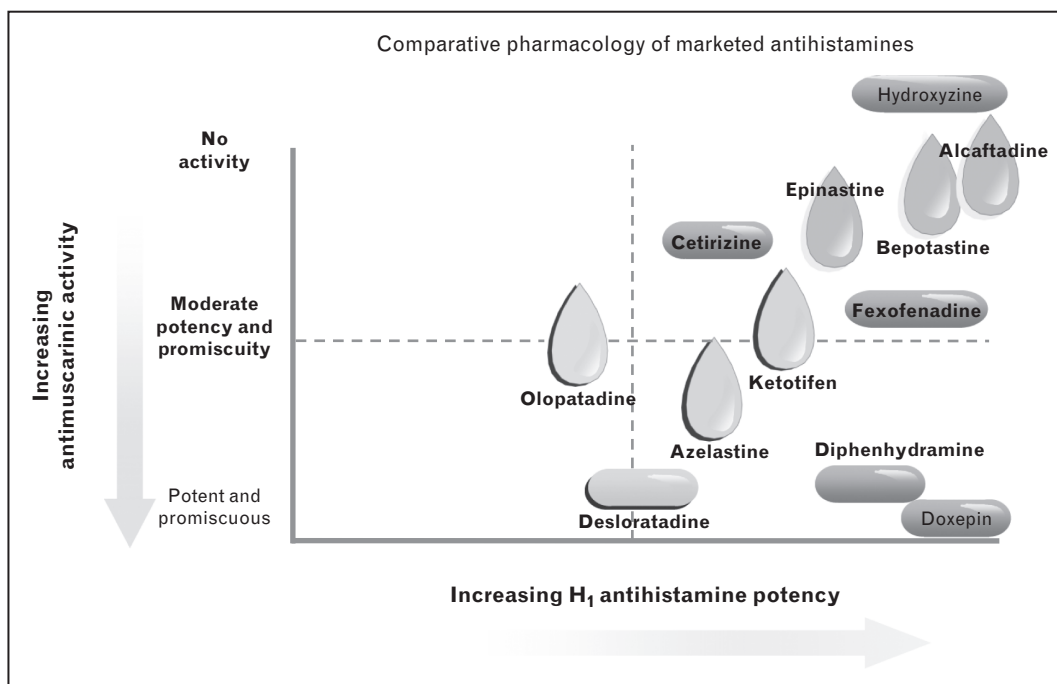 Comparative pharmacology of marketed antihistamines
Hydroxyzine
No
activity
Alcaftadine
Epinastine
Cetirizine
Bepotastine
Increasing
antimuscarinic activity
Moderate
potency and
promiscuity
Fexofenadine
Ketotifen
Olopatadine
Azelastine
Diphenhydramine
Potent and
promiscuous
Desloratadine
Doxepin
Increasing H₁ antihistamine potency